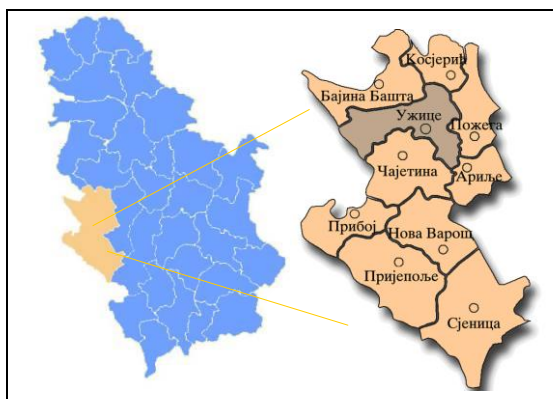 Косјерић
Бајина Башта
Ужице
Пожега
Чајетина
Ариље
Прибој
Нова Варош
Пријепоље
Сјеница